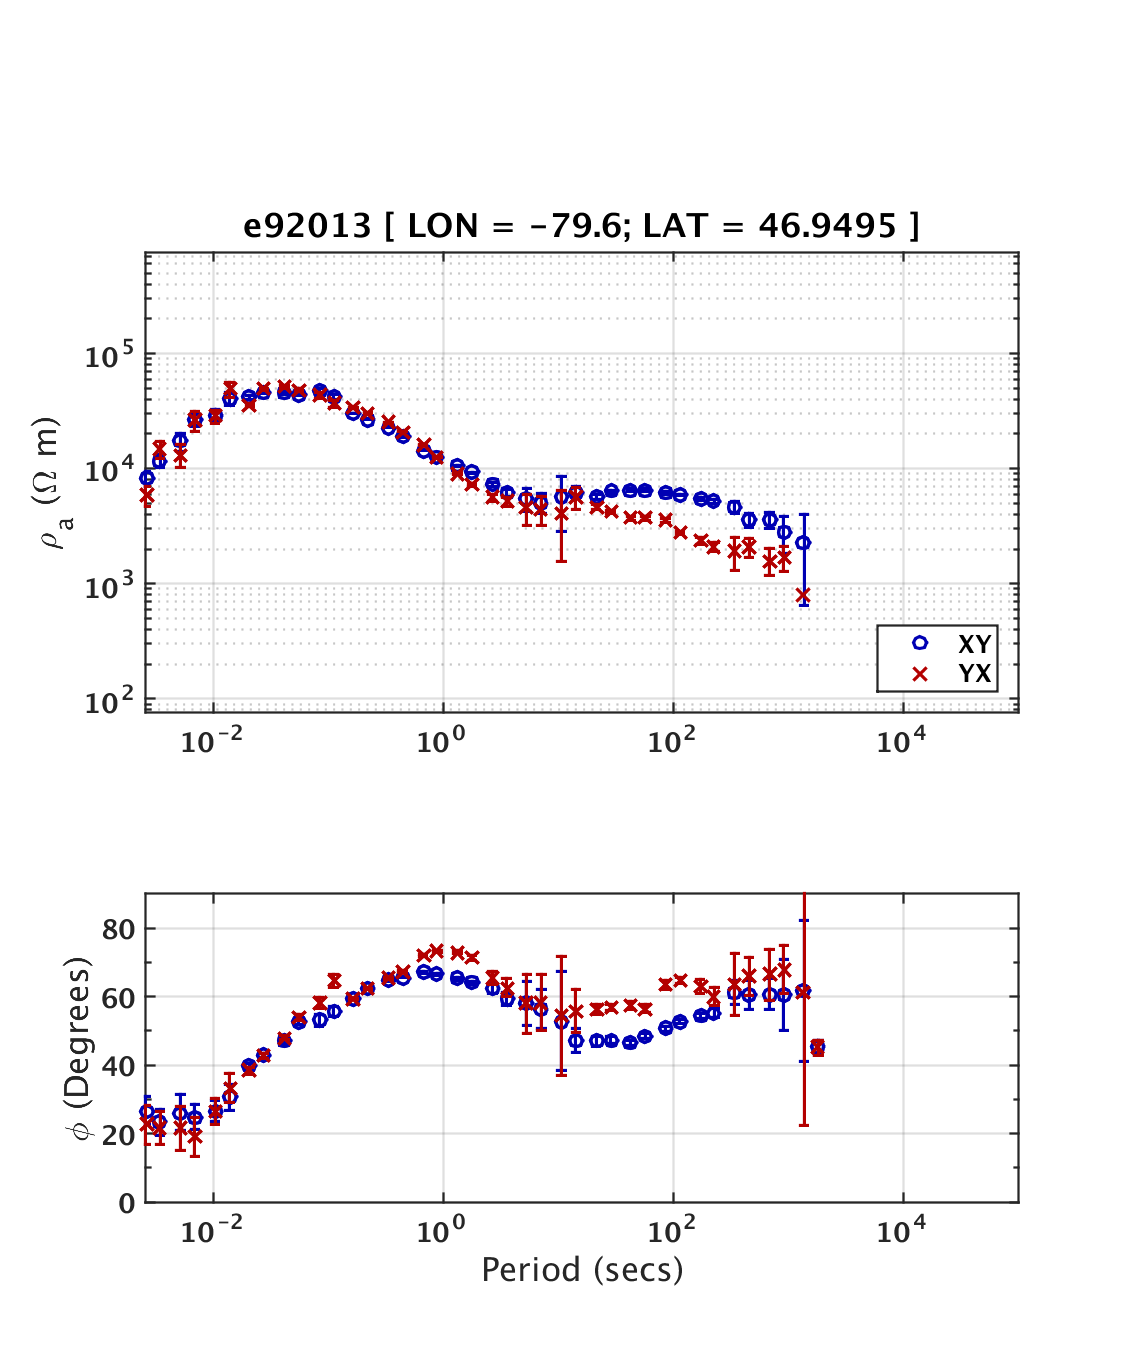 e92013 [ LON = -79.6; LAT = 46.9495 ]
ρa (Ω m)
10^5
10^4
10^3
10^2
XY
YX
10^-2 10^0 10^2 10^4
ϕ (Degrees)
80
60
40
20
0
10^-2 10^0 10^2 10^4
Period (secs)